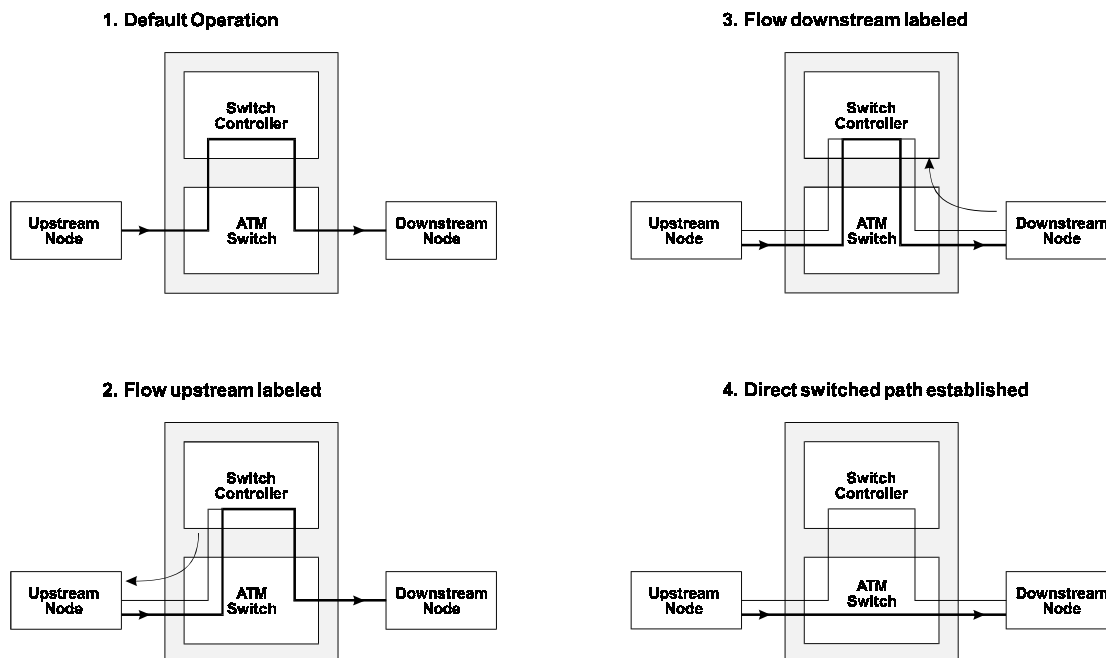 1. Default Operation
Switch
Controller
Upstream
Node
ATM
Switch
Downstream
Node
3. Flow downstream labeled
Switch
Controller
Upstream
Node
ATM
Switch
Downstream
Node
2. Flow upstream labeled
Switch
Controller
Upstream
Node
ATM
Switch
Downstream
Node
4. Direct switched path established
Switch
Controller
Upstream
Node
ATM
Switch
Downstream
Node